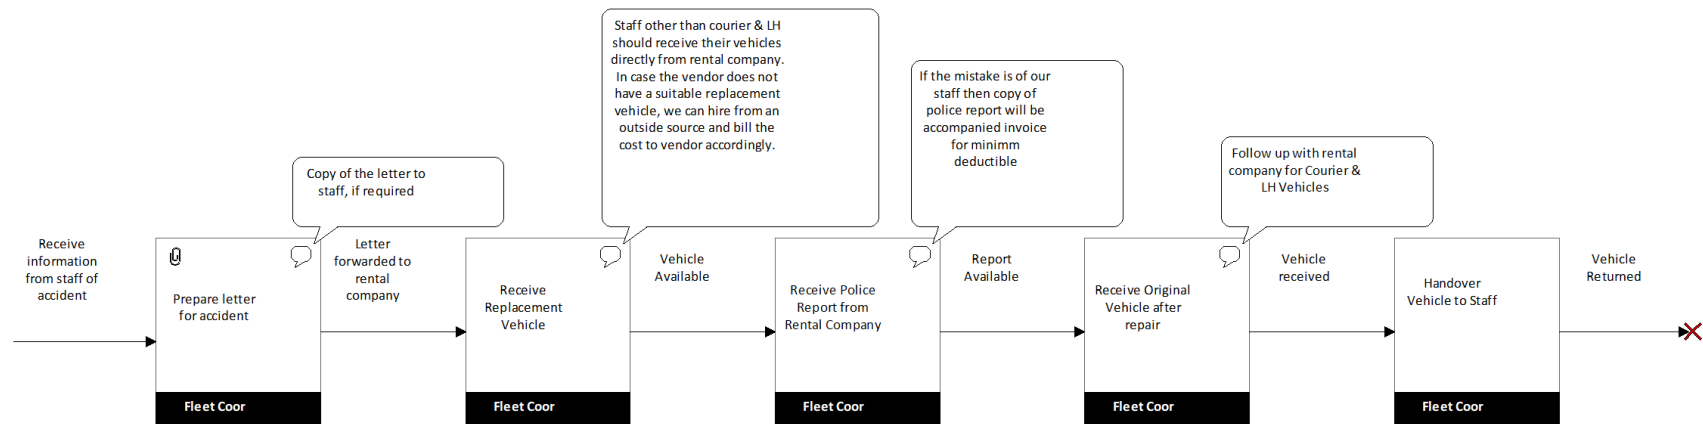 Staff other than courier & LH
should receive their vehicles
directly from rental company.
In case the vendor does not
have a suitable replacement
vehicle, we can hire from an
outside source and bill the
cost to vendor accordingly.
If the mistake is of our
staff then copy of
police report will be
accompanied invoice
for minimm
deductible
Follow up with rental
company for Courier &
LH Vehicles
Copy of the letter to
staff, if required
Receive
information
from staff of
accident
Prepare letter
for accident
Fleet Coor
Letter
forwarded to
rental
company
Receive
Replacement
Vehicle
Fleet Coor
Vehicle
Available
Receive Police
Report from
Rental Company
Fleet Coor
Report
Available
Receive Original
Vehicle after
repair
Fleet Coor
Vehicle
received
Handover
Vehicle to Staff
Fleet Coor
Vehicle
Returned